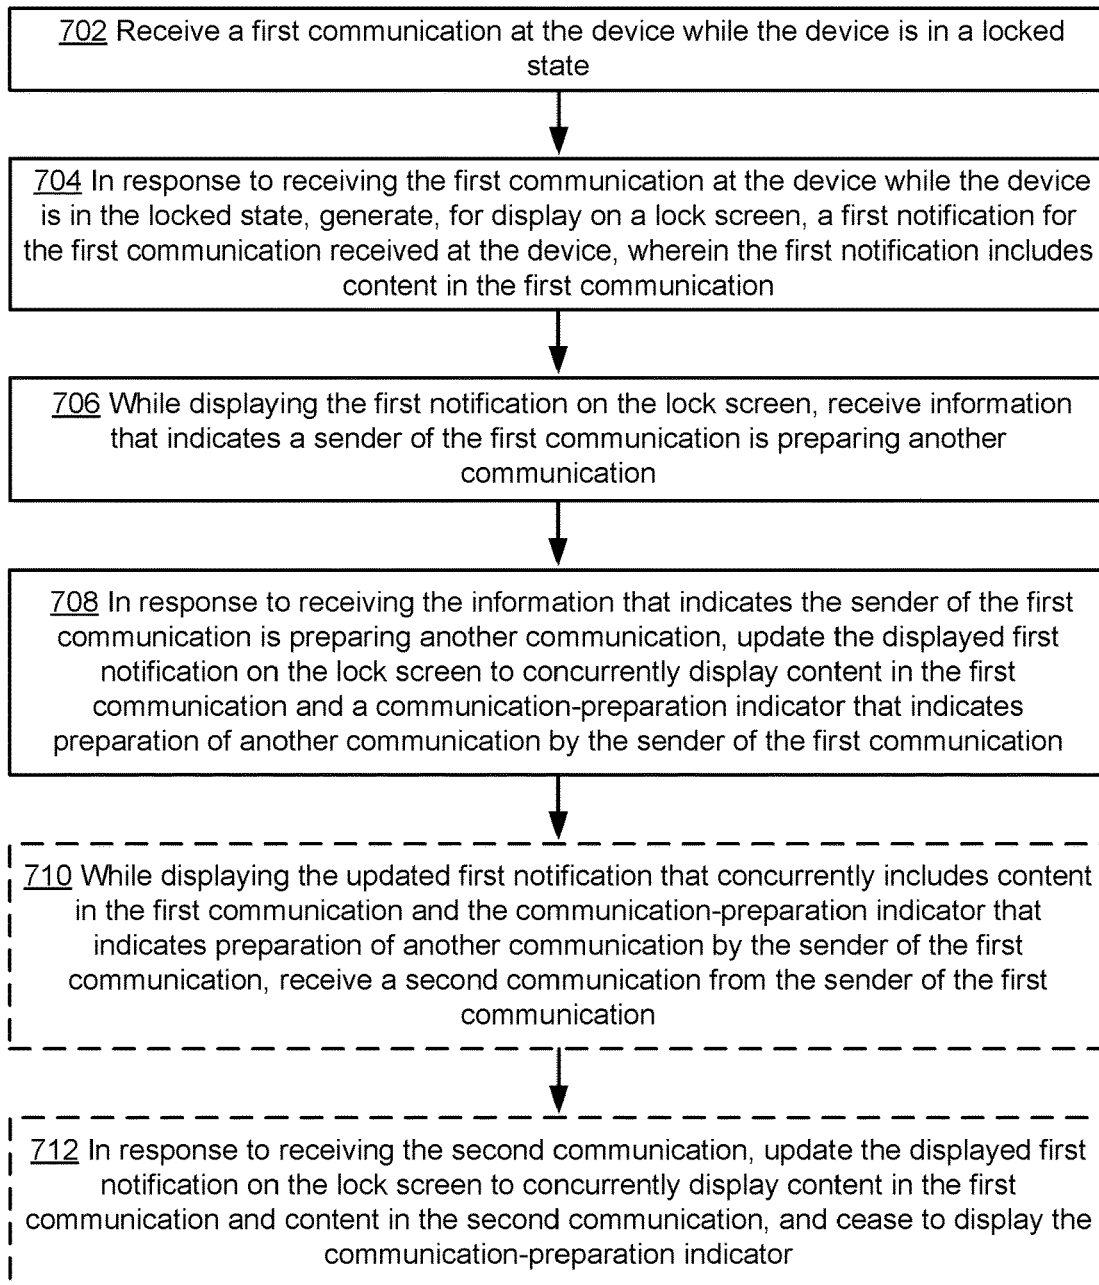 702 Receive a first communication at the device while the device is in a locked
state
704 In response to receiving the first communication at the device while the device
is in the locked state, generate, for display on a lock screen, a first notification for
the first communication received at the device, wherein the first notification includes
content in the first communication
706 While displaying the first notification on the lock screen, receive information
that indicates a sender of the first communication is preparing another
communication
708 In response to receiving the information that indicates the sender of the first
communication is preparing another communication, update the displayed first
notification on the lock screen to concurrently display content in the first
communication and a communication-preparation indicator that indicates
preparation of another communication by the sender of the first communication
710 While displaying the updated first notification that concurrently includes content
in the first communication and the communication-preparation indicator that
indicates preparation of another communication by the sender of the first
communication, receive a second communication from the sender of the first
communication
712 In response to receiving the second communication, update the displayed first
notification on the lock screen to concurrently display content in the first
communication and content in the second communication, and cease to display the
communication-preparation indicator